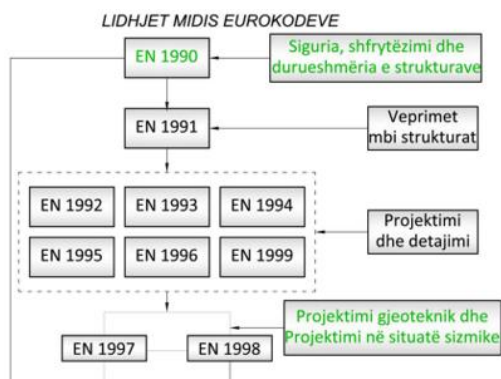 LIDHJET MIDIS EUROKODEVE
EN 1990
Siguria, shfrytëzimi dhe
durueshmëria e strukturave
EN 1991
Veprimet
mbi strukturat
EN 1992 EN 1993 EN 1994
EN 1995 EN 1996 EN 1999
Projektimi
dhe detajimi
Projektimi gjeoteknik dhe
Projektimi në situatë sizmike
EN 1997 EN 1998